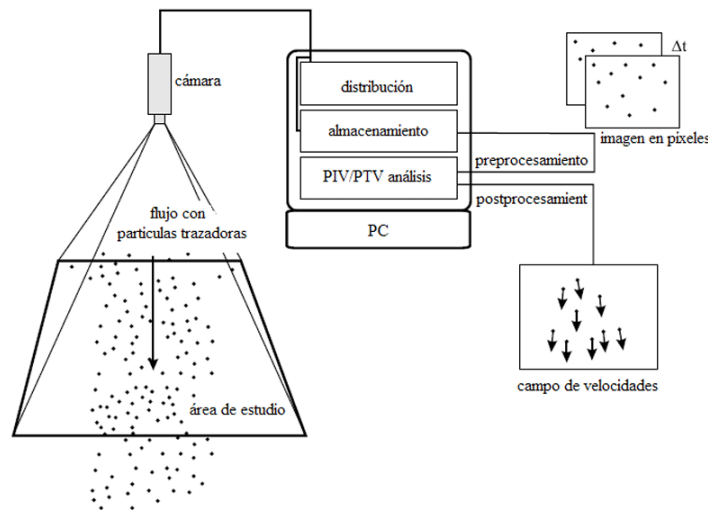 cámara
distribución
almacenamiento
PIV/PTV análisis
PC
Δt
imagen en pixeles
preprocesamiento
postprocesamient
flujo con
particulas trazadoras
área de estudio
campo de velocidades